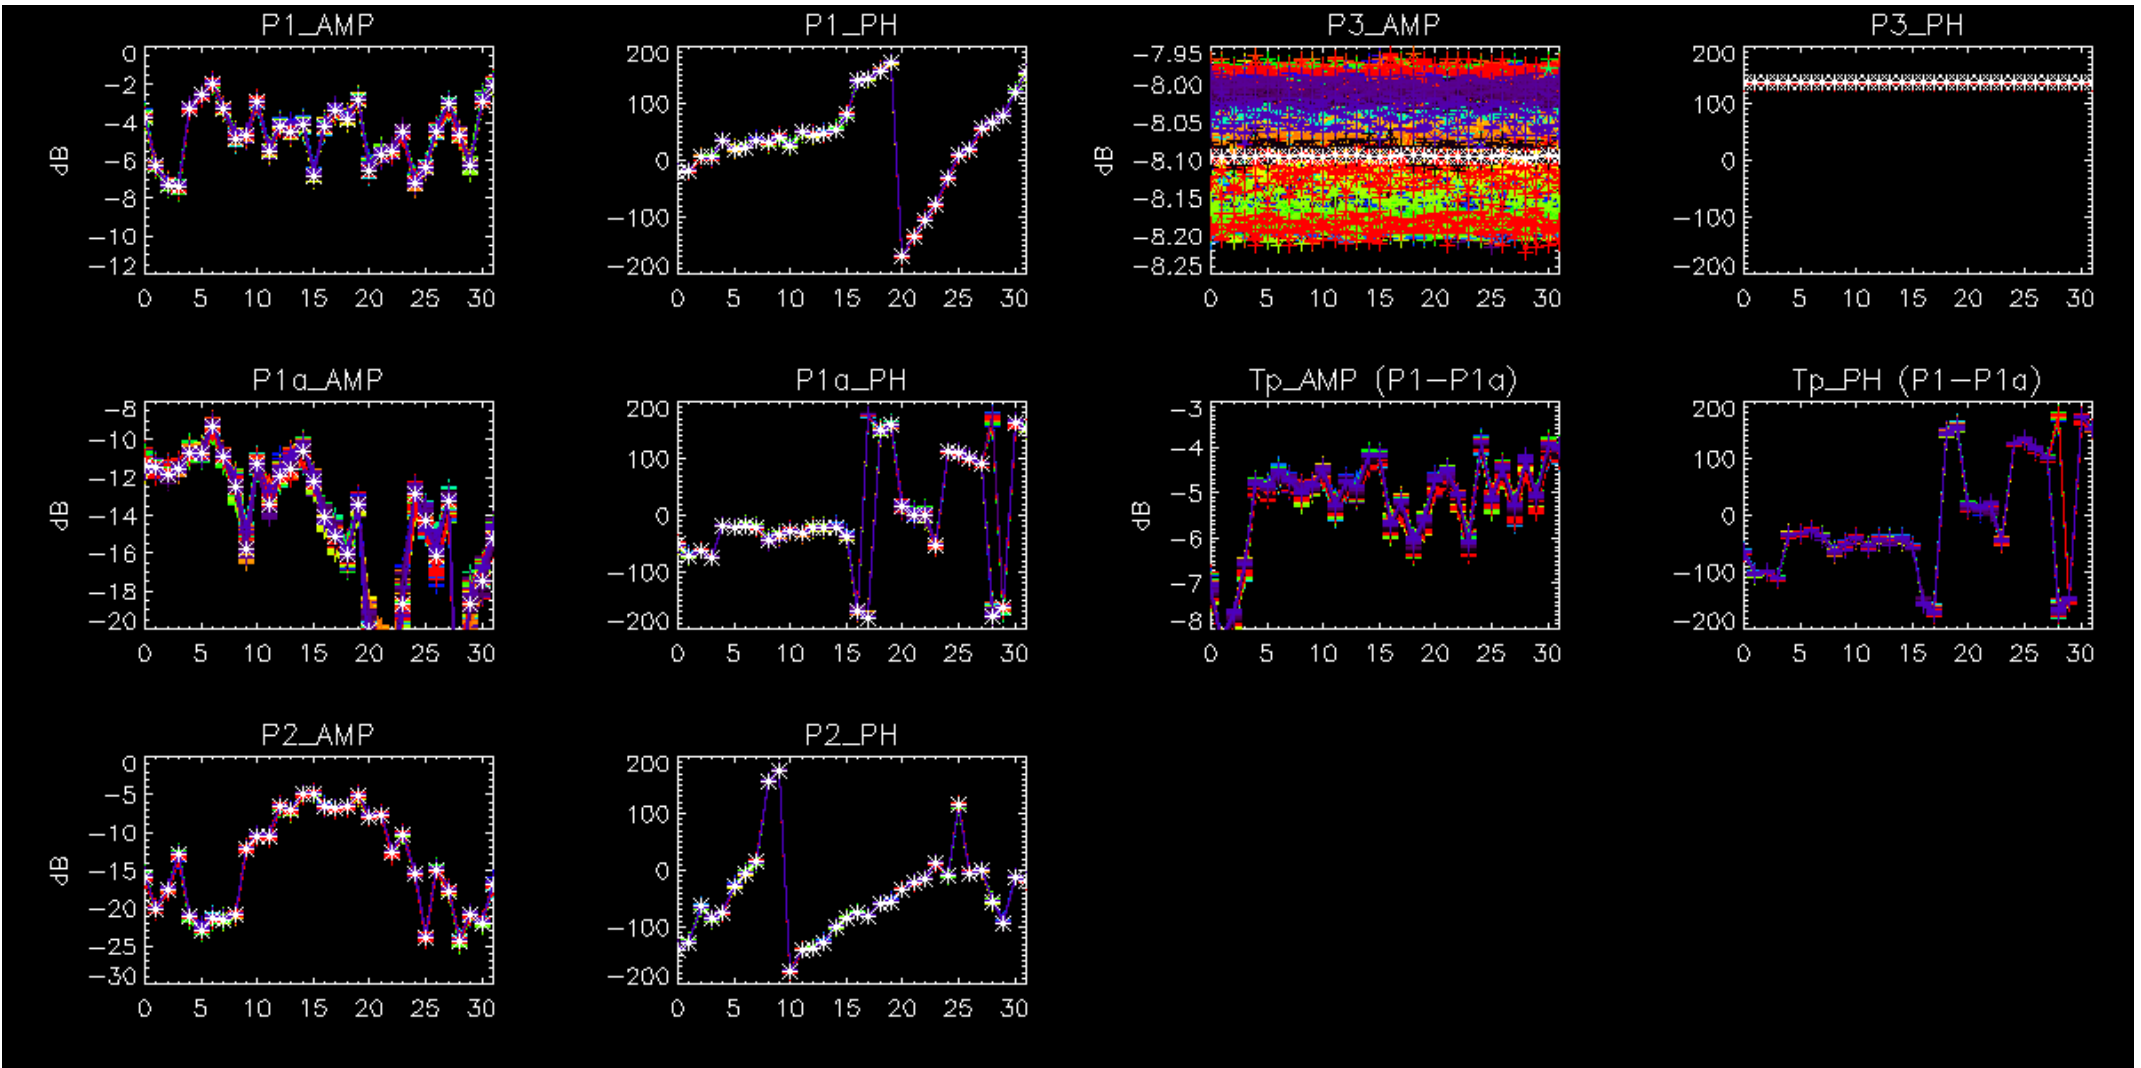 P1_AMP
0
−2
−4
−6
−8
−10
−12
dB
0 5 10 15 20 25 30
P1_PH
200
100
0
−100
−200
0 5 10 15 20 25 30
P3_AMP
−7.95
−8.00
−8.05
−8.10
−8.15
−8.20
−8.25
dB
0 5 10 15 20 25 30
P3_PH
200
100
0
−100
−200
0 5 10 15 20 25 30
P1a_AMP
−8
−10
−12
−14
−16
−18
−20
dB
0 5 10 15 20 25 30
P1a_PH
200
100
0
−100
−200
0 5 10 15 20 25 30
Tp_AMP (P1−P1a)
−3
−4
−5
−6
−7
−8
dB
0 5 10 15 20 25 30
Tp_PH (P1−P1a)
200
100
0
−100
−200
0 5 10 15 20 25 30
P2_AMP
0
−5
−10
−15
−20
−25
−30
dB
0 5 10 15 20 25 30
P2_PH
200
100
0
−100
−200
0 5 10 15 20 25 30